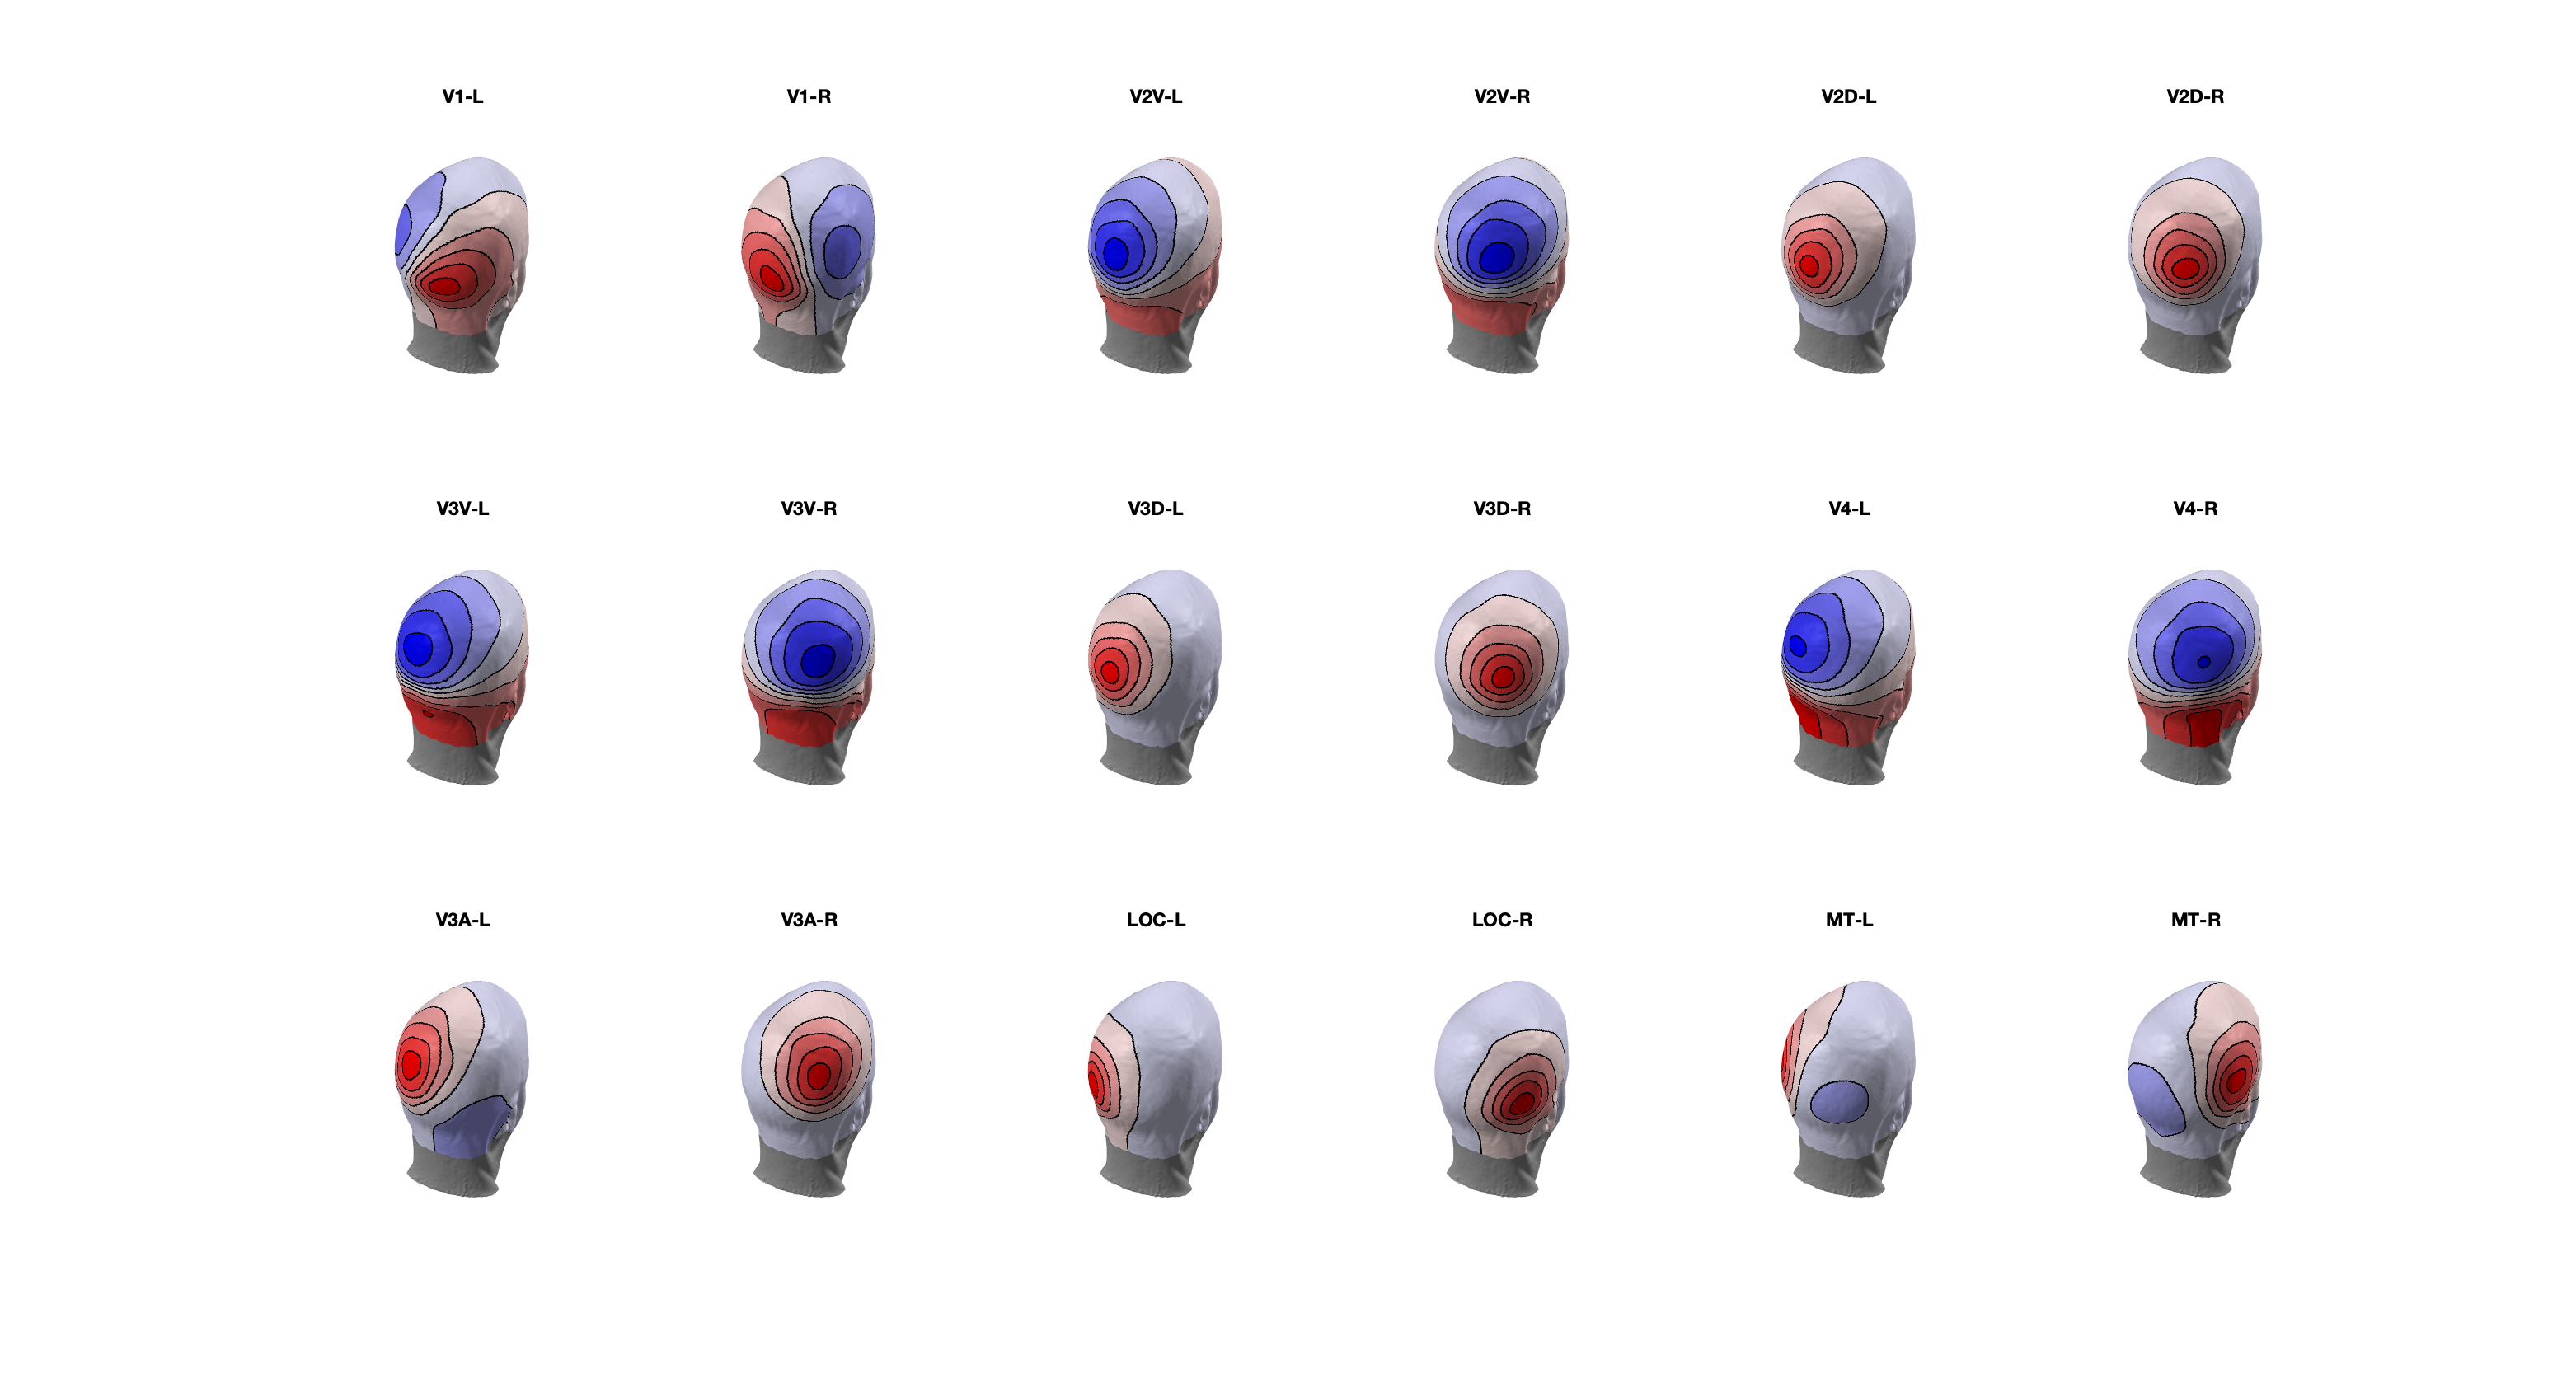 V1-L V1-R V2V-L V2V-R V2D-L V2D-R
V3V-L V3V-R V3D-L V3D-R V4-L V4-R
V3A-L V3A-R LOC-L LOC-R MT-L MT-R